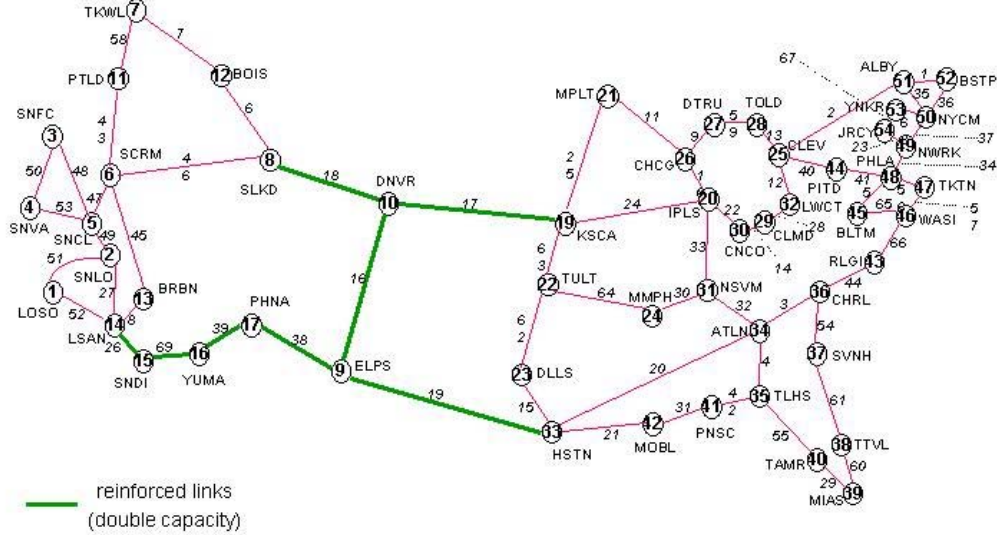 TKWL 7
58 7
12 BOIS
PTLD 11
6
SNFC
3
4
3
SCRM
50 48 6
4
6
8
SLKD
47
4 53 5
SNVA
SNCL 49
45
51 2
SNLO
27
BRBN
13
1
LOSO
52
14
8
LSAN
26
15
SNDI
69
16
YUMA
39
PHNA
17
38
ELPS
9
18
DNVR
10
17
16
19
MPLT 21
11
2
5
19
KSCA
24
6
3
TULT
22
64
MMPH
24
30
6
2
23 DLLS
15
33
HSTN
20
21
42
MOBL
31
41
PNSC
4
2
DTRU TOLD
27 5 28
9 9 13
CHCG
26
1
6
20
IPLS
22
30
CNCO
29
CLMD
28
14
32
LWCT
12
25
CLEV
33
31
NSVM
32
ATLN 34
3
4
35
TLHS
55
TAMR
40
29
MIAS 39
60
38
TTVL
61
37
SVNH
54
36
CHRL
44
RLGH
43
66
67
ALBY
51 1 52 BSTP
35 36
2
YNKR
53
6
50
NYCM
JRCY
54
23
49
NWRK
37
34
PHLA
48
40
44
PITD
41
5
45
BLTM
65
5
6
47
TKTN
46
WASI
5
7
reinforced links
(double capacity)